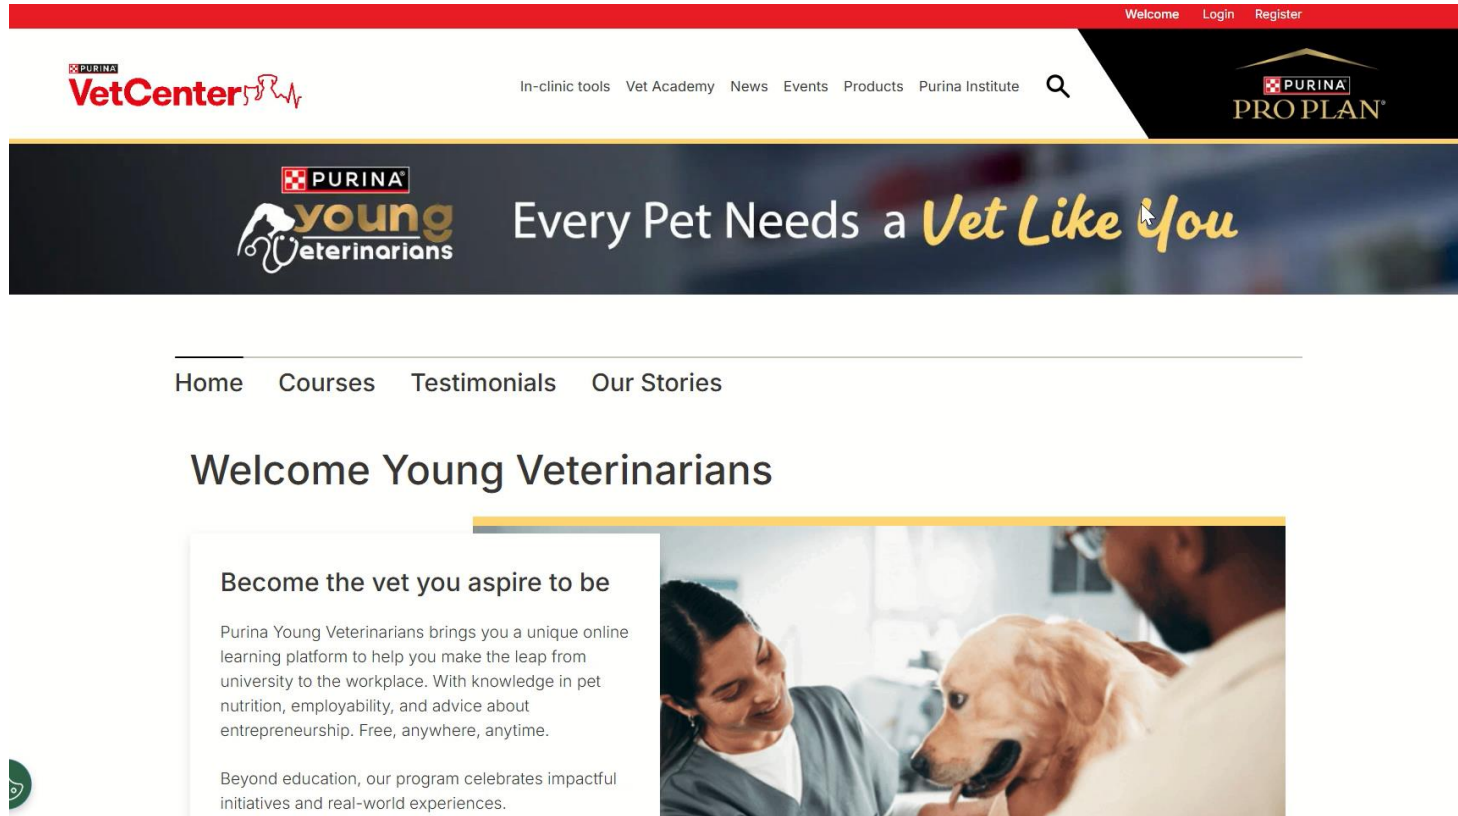 Welcome Login Register
PURINA
VetCenter
In-clinic tools Vet Academy News Events Products Purina Institute
PURINA
PRO PLAN®
PURINA®
young
Veterinarians
Every Pet Needs a Vet Like You
Home Courses Testimonials Our Stories
Welcome Young Veterinarians
Become the vet you aspire to be
Purina Young Veterinarians brings you a unique online
learning platform to help you make the leap from
university to the workplace. With knowledge in pet
nutrition, employability, and advice about
entrepreneurship. Free, anywhere, anytime.
Beyond education, our program celebrates impactful
initiatives and real-world experiences.